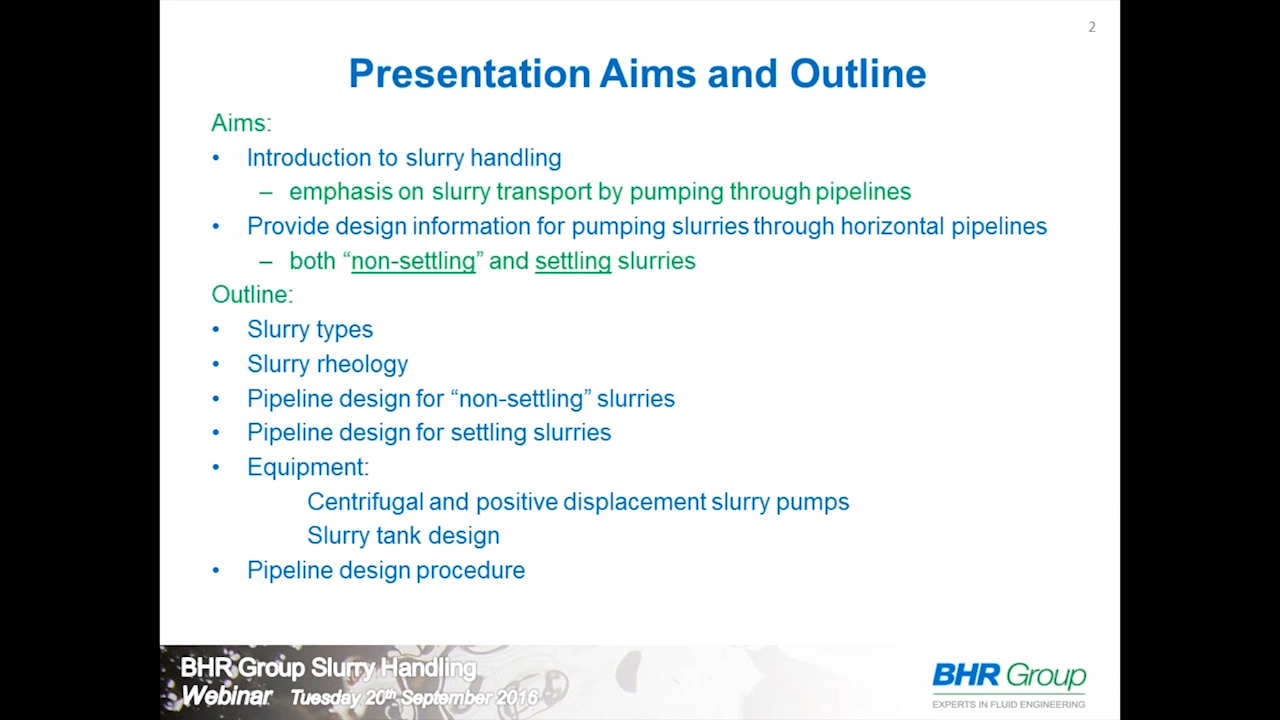 2
Presentation Aims and Outline
Aims:
• Introduction to slurry handling
– emphasis on slurry transport by pumping through pipelines
• Provide design information for pumping slurries through horizontal pipelines
– both “non-settling” and settling slurries
Outline:
• Slurry types
• Slurry rheology
• Pipeline design for “non-settling” slurries
• Pipeline design for settling slurries
• Equipment:
Centrifugal and positive displacement slurry pumps
Slurry tank design
• Pipeline design procedure
BHR Group Slurry Handling
Webinar Tuesday 20th September 2016
BHR Group
EXPERTS IN FLUID ENGINEERING